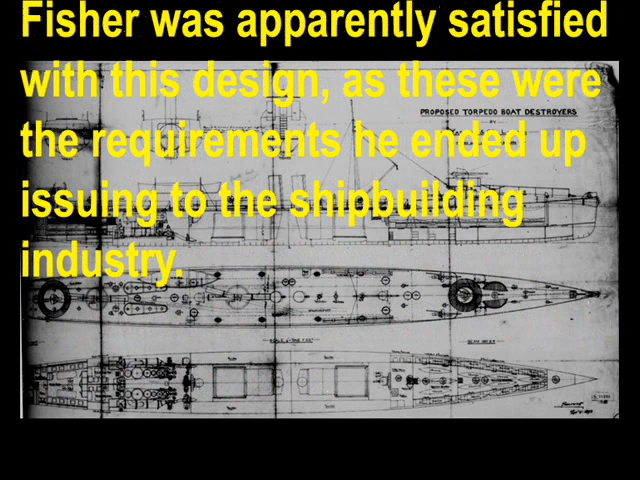 Fisher was apparently satisfied
with this design, as these were
the requirements he ended up
issuing to the shipbuilding
industry.
PROPOSED TORPEDO BOAT DESTROYERS